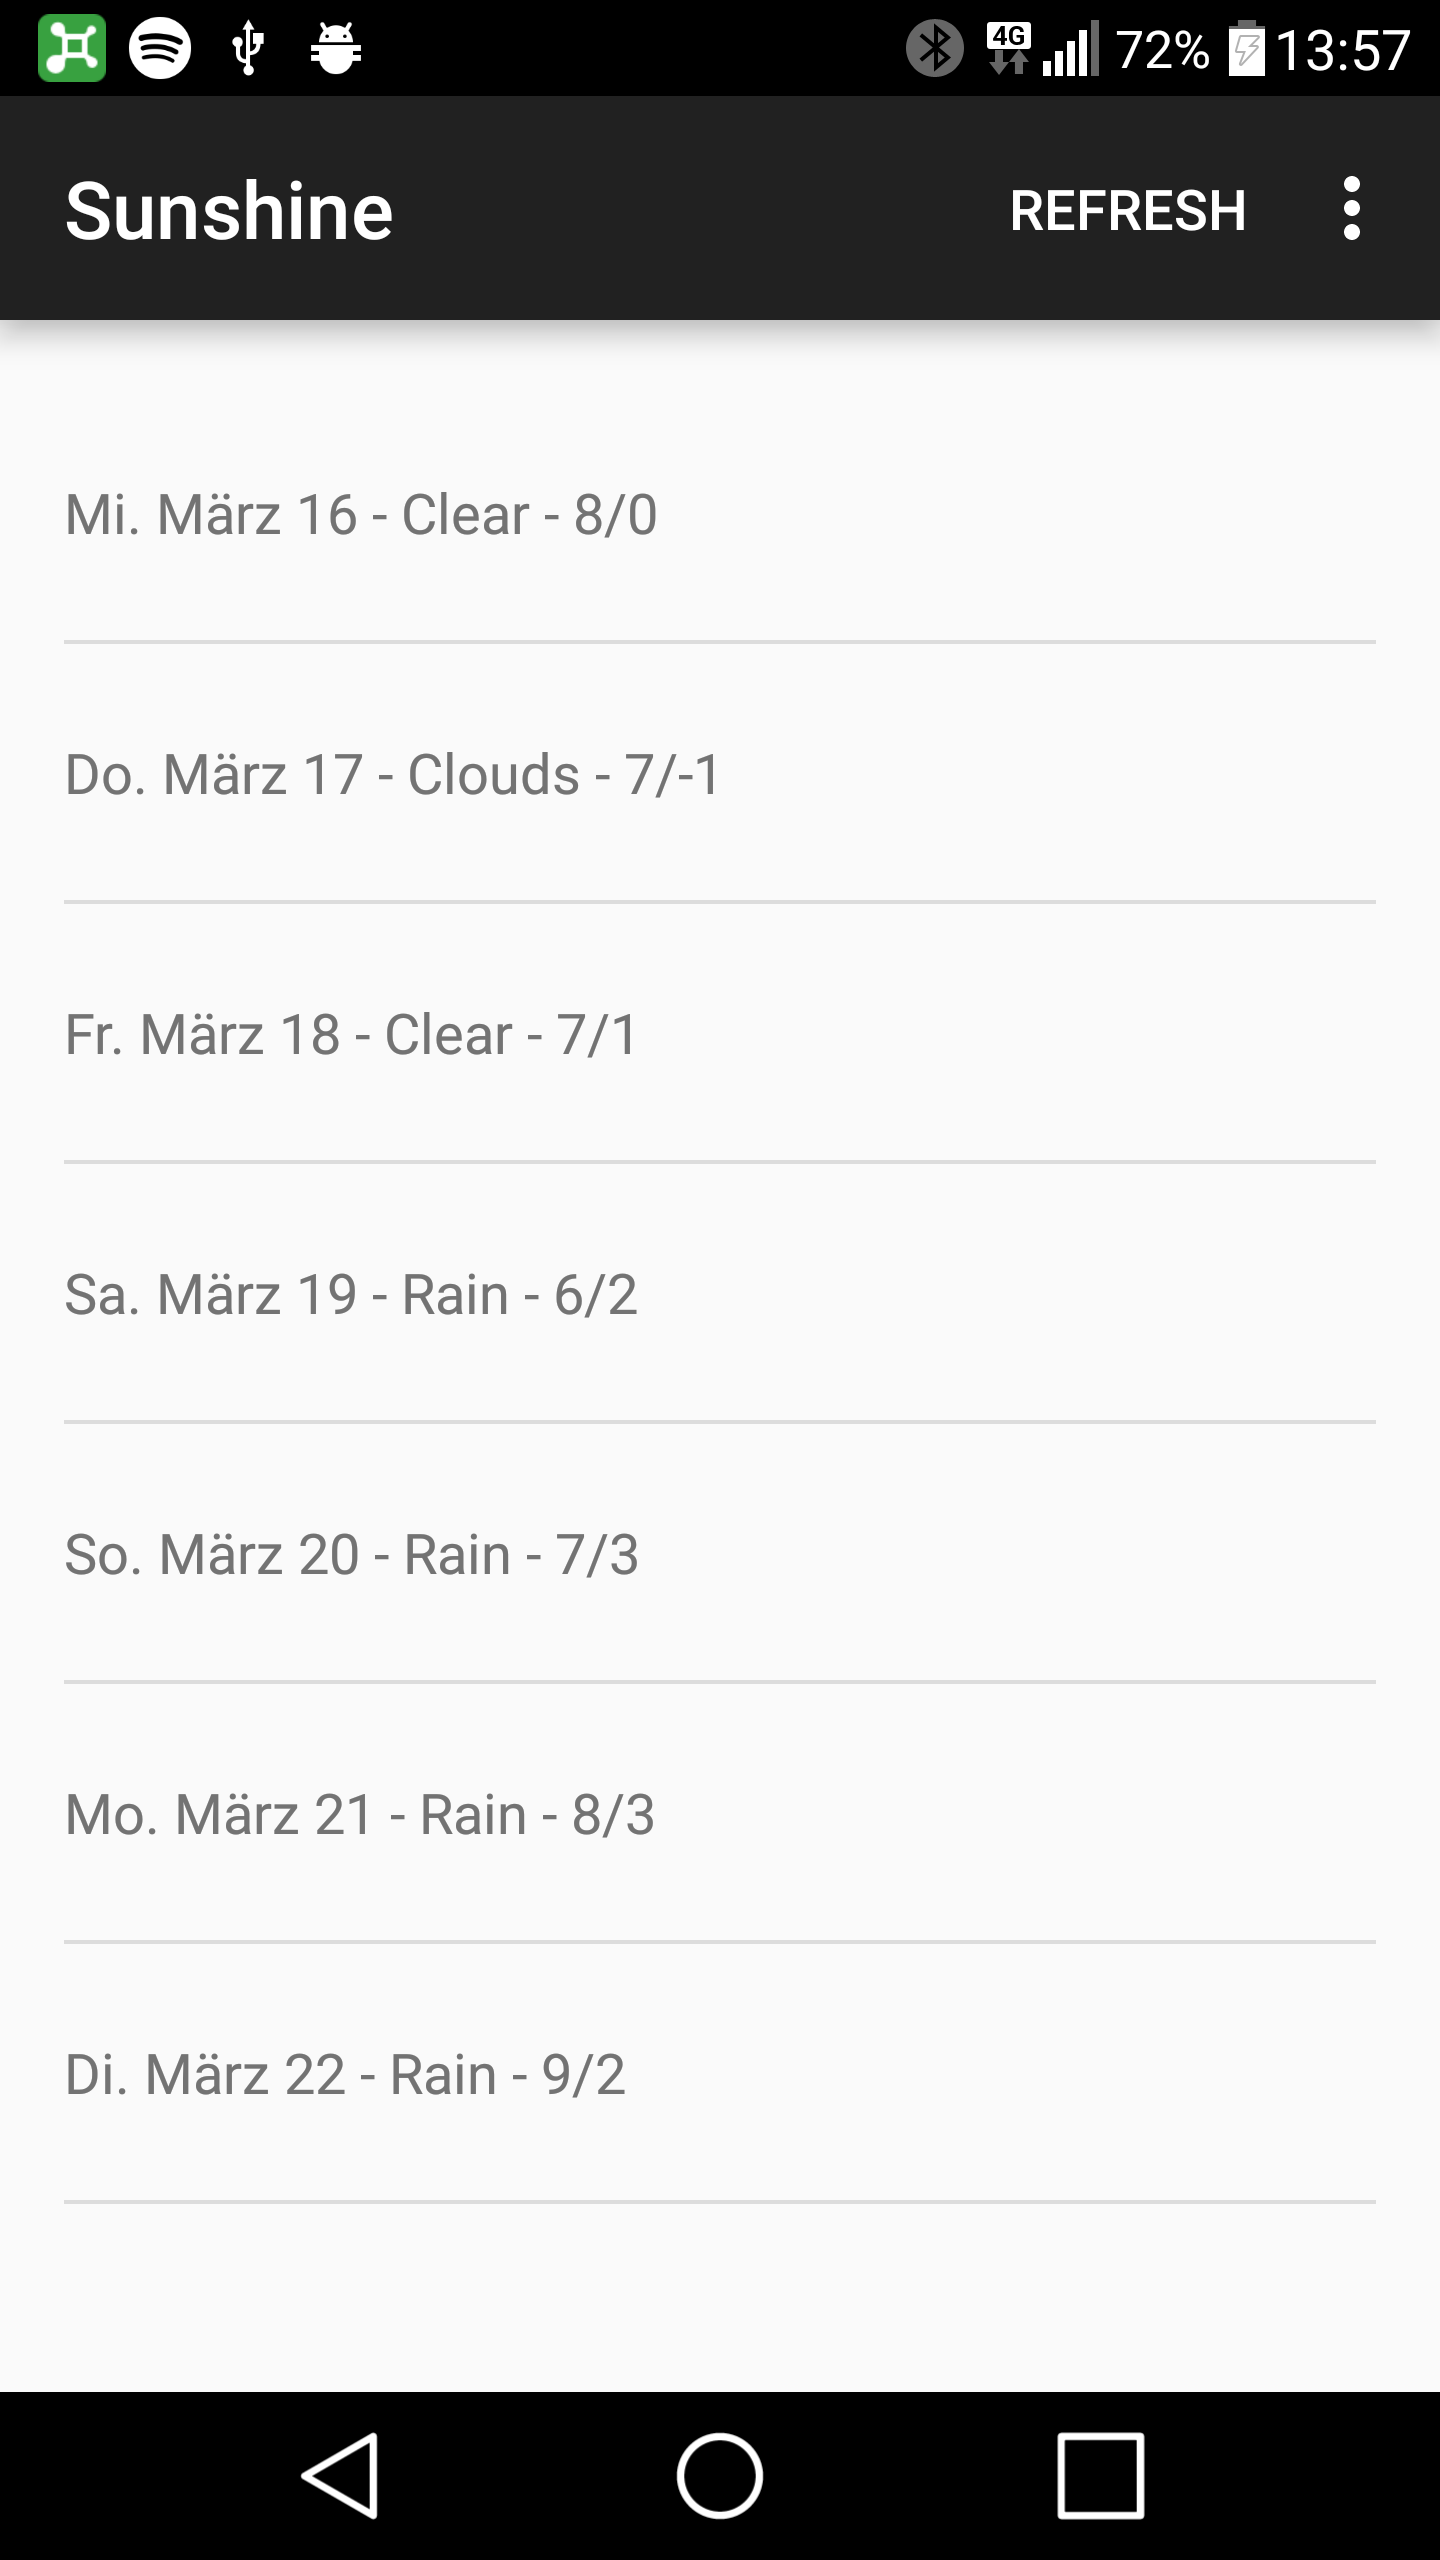 4G 72% 13:57
Sunshine REFRESH
Mi. März 16 - Clear - 8/0
Do. März 17 - Clouds - 7/-1
Fr. März 18 - Clear - 7/1
Sa. März 19 - Rain - 6/2
So. März 20 - Rain - 7/3
Mo. März 21 - Rain - 8/3
Di. März 22 - Rain - 9/2